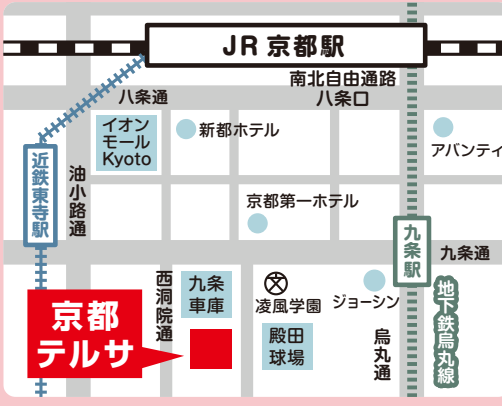 JR 京都駅
南北自由通路
八条口
八条通
イオン
モール
Kyoto
新都ホテル
アバンティ
近鉄東寺駅
油小路通
京都第一ホテル
九条駅
九条通
西洞院通
九条
車庫
凌風学園
ジョーシン
地下鉄烏丸線
京都
テルサ
殿田
球場
烏丸通